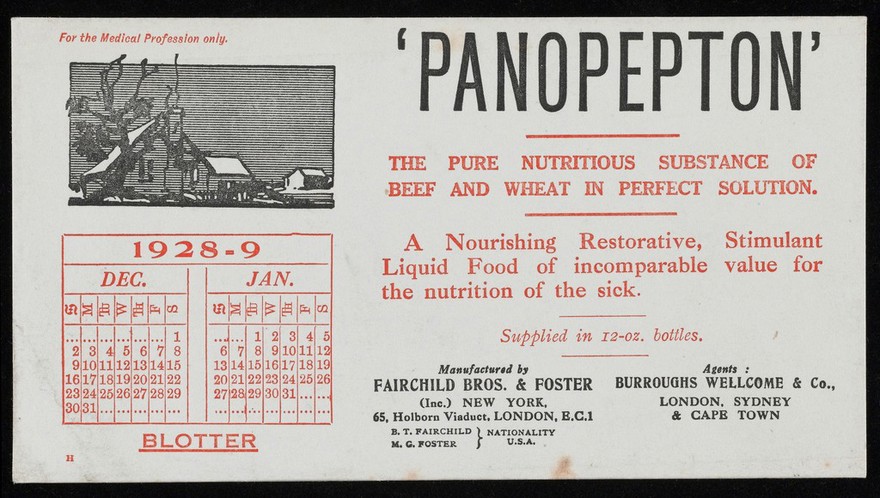 For the Medical Profession only.
1928-9
DEC. JAN.
S M Tu W Th F S S M Tu W Th F S
... ... ... ... ... ... 1 ... ... 1 2 3 4 5
2 3 4 5 6 7 8 6 7 8 9 10 11 12
9 10 11 12 13 14 15 13 14 15 16 17 18 19
16 17 18 19 20 21 22 20 21 22 23 24 25 26
23 24 25 26 27 28 29 27 28 29 30 31 ... ...
30 31 ... ... ... ... ... ... ... ... ... ... ... ...
BLOTTER
H
‘PANOPEPTON’
THE PURE NUTRITIOUS SUBSTANCE OF
BEEF AND WHEAT IN PERFECT SOLUTION.
A Nourishing Restorative, Stimulant
Liquid Food of incomparable value for
the nutrition of the sick.
Supplied in 12-oz. bottles.
Manufactured by
FAIRCHILD BROS. & FOSTER
(Inc.) NEW YORK,
65, Holborn Viaduct, LONDON, E.C.1
B. T. FAIRCHILD } NATIONALITY
M. G. FOSTER } U.S.A.
Agents :
BURROUGHS WELLCOME & Co.,
LONDON, SYDNEY
& CAPE TOWN